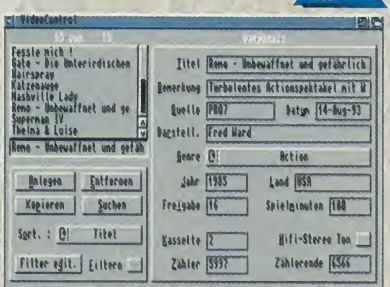 VideoControl
Fessle mich !
Gate - Die Unterirdischen
Hairspray
Katzenauge
Nashville Lady
Remo - Unbewaffnet und ge
Superman IV
Thelma & Loise
Remo - Unbewaffnet und gefäh
Anlegen
Entfernen
Kopieren
Suchen
Sort. :
Titel
Filter edit.
Filtern
Titel
Remo - Unbewaffnet und gefährlich
Bemerkung
Turbulentes Actionspektakel mit W
Quelle
PRO7
Datum
14-Aug-93
Darstell.
Fred Ward
Genre
Action
Jahr
1985
Land
USA
Freigabe
16
Spielminuten
108
Kassette
2
Hifi-Stereo Ton
Zähler
Zählerende
6566